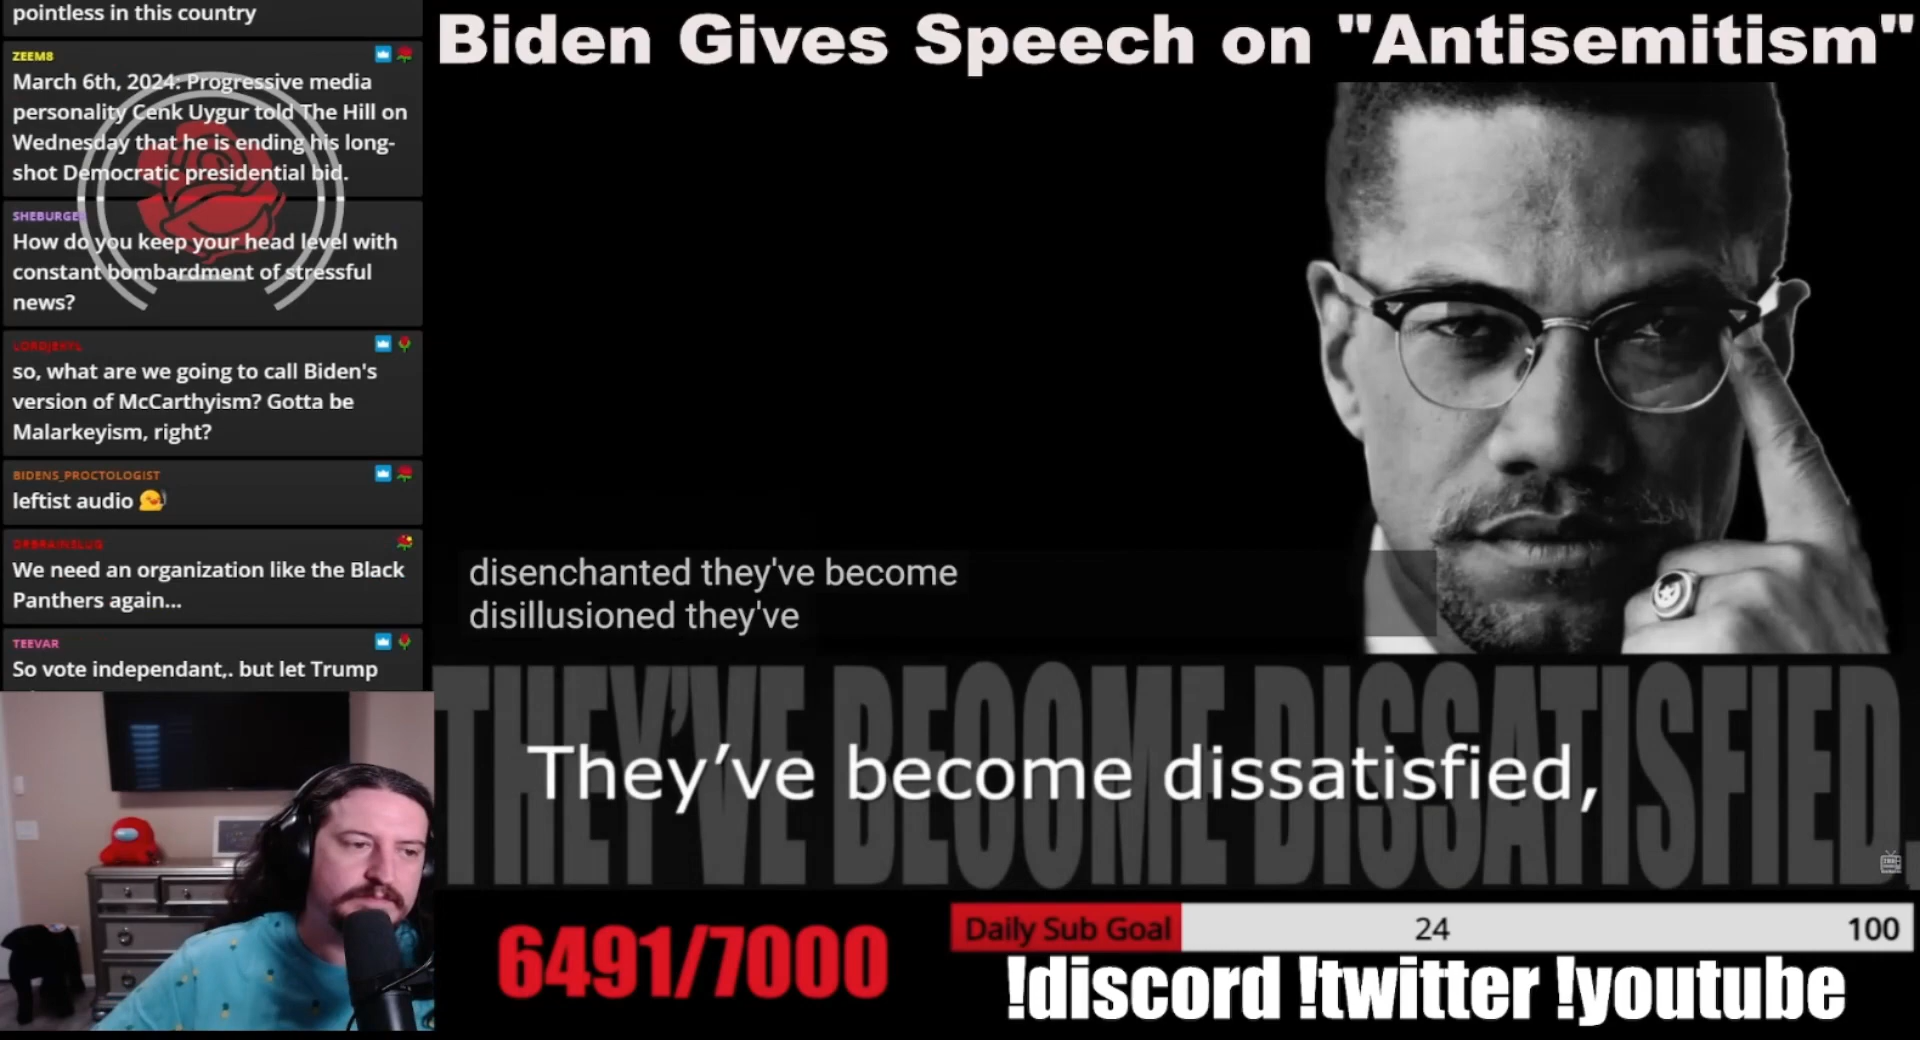 pointless in this country
ZEEM8
March 6th, 2024: Progressive media
personality Cenk Uygur told The Hill on
Wednesday that he is ending his long-
shot Democratic presidential bid.
SHEBURGE
How do you keep your head level with
constant bombardment of stressful
news?
LORDJEKYL
so, what are we going to call Biden's
version of McCarthyism? Gotta be
Malarkeyism, right?
BIDENS_PROCTOLOGIST
leftist audio
DRBRAINSLUG
We need an organization like the Black
Panthers again...
TEEVAR
So vote independant,. but let Trump
Biden Gives Speech on "Antisemitism"
disenchanted they've become
disillusioned they've
THEY'VE BECOME DISSATISFIED.
They've become dissatisfied,
6491/7000
Daily Sub Goal 24 100
!discord !twitter !youtube